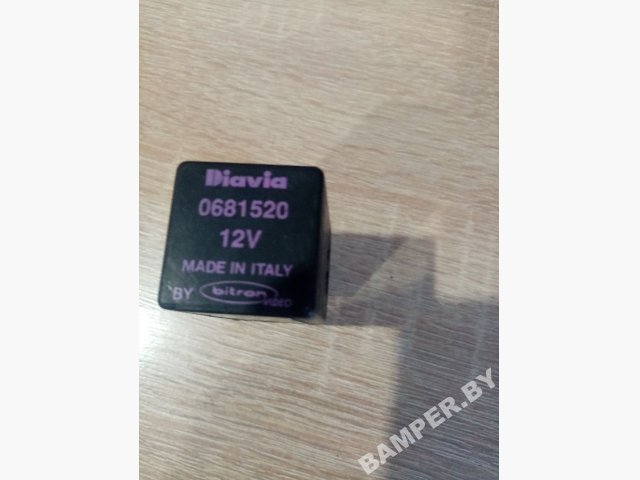 Diavia
0681520
12V
MADE IN ITALY
BY bitron
VIDEO
BAMPER.BY